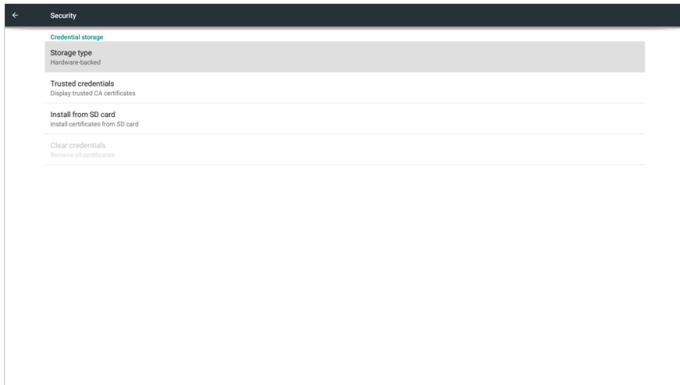 Security
Credential storage
Storage type
Hardware-backed
Trusted credentials
Display trusted CA certificates
Install from SD card
Install certificates from SD card
Clear credentials
Remove all certificates